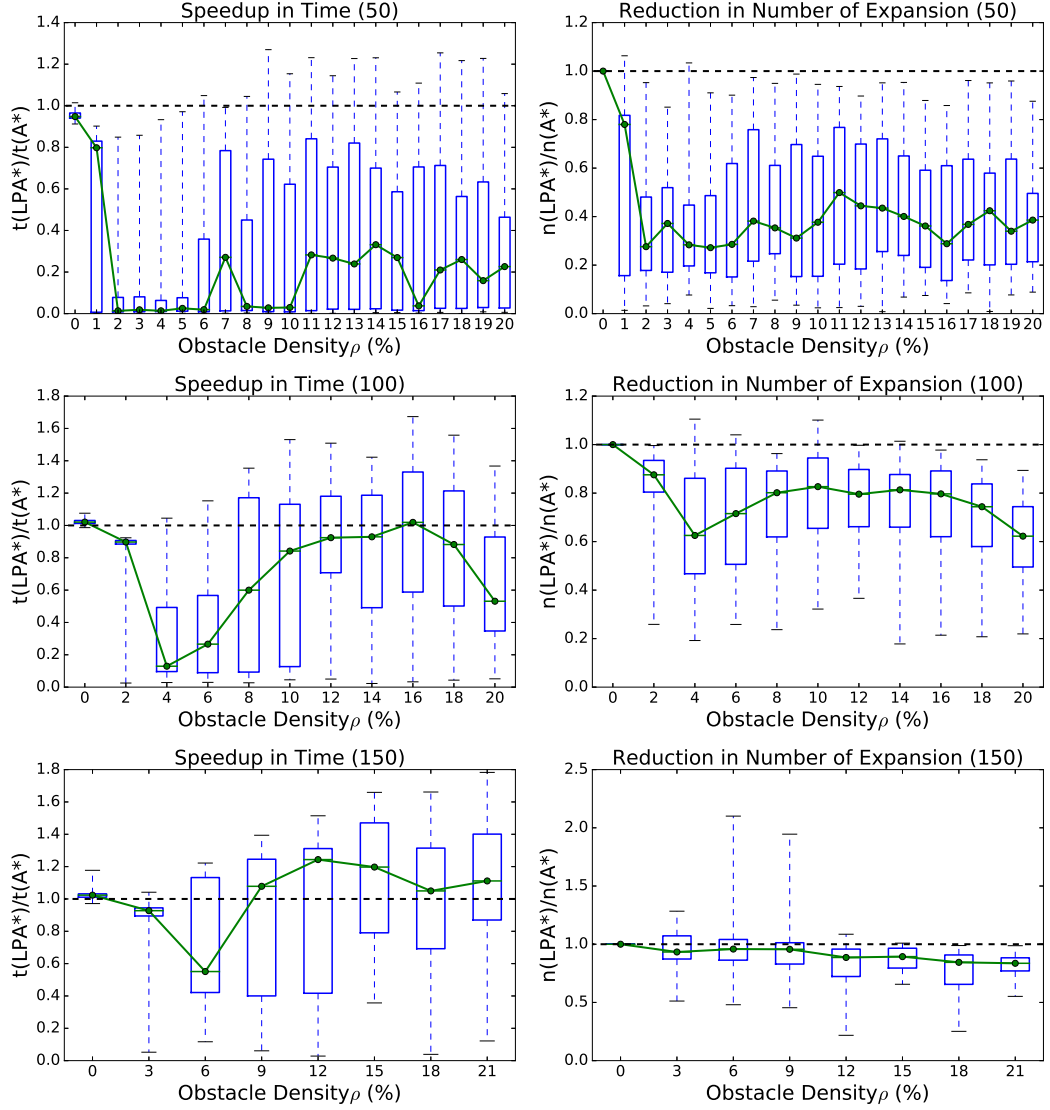 Speedup in Time (50)
t(LPA*)/t(A*)
1.4
1.2
1.0
0.8
0.6
0.4
0.2
0.0
0 1 2 3 4 5 6 7 8 9 10 11 12 13 14 15 16 17 18 19 20
Obstacle Densityρ (%)
Reduction in Number of Expansion (50)
n(LPA*)/n(A*)
1.2
1.0
0.8
0.6
0.4
0.2
0.0
0 1 2 3 4 5 6 7 8 9 10 11 12 13 14 15 16 17 18 19 20
Obstacle Densityρ (%)
Speedup in Time (100)
t(LPA*)/t(A*)
1.8
1.6
1.4
1.2
1.0
0.8
0.6
0.4
0.2
0.0
0 2 4 6 8 10 12 14 16 18 20
Obstacle Densityρ (%)
Reduction in Number of Expansion (100)
n(LPA*)/n(A*)
1.2
1.0
0.8
0.6
0.4
0.2
0.0
0 2 4 6 8 10 12 14 16 18 20
Obstacle Densityρ (%)
Speedup in Time (150)
t(LPA*)/t(A*)
1.8
1.6
1.4
1.2
1.0
0.8
0.6
0.4
0.2
0.0
0 3 6 9 12 15 18 21
Obstacle Densityρ (%)
Reduction in Number of Expansion (150)
n(LPA*)/n(A*)
2.5
2.0
1.5
1.0
0.5
0.0
0 3 6 9 12 15 18 21
Obstacle Densityρ (%)